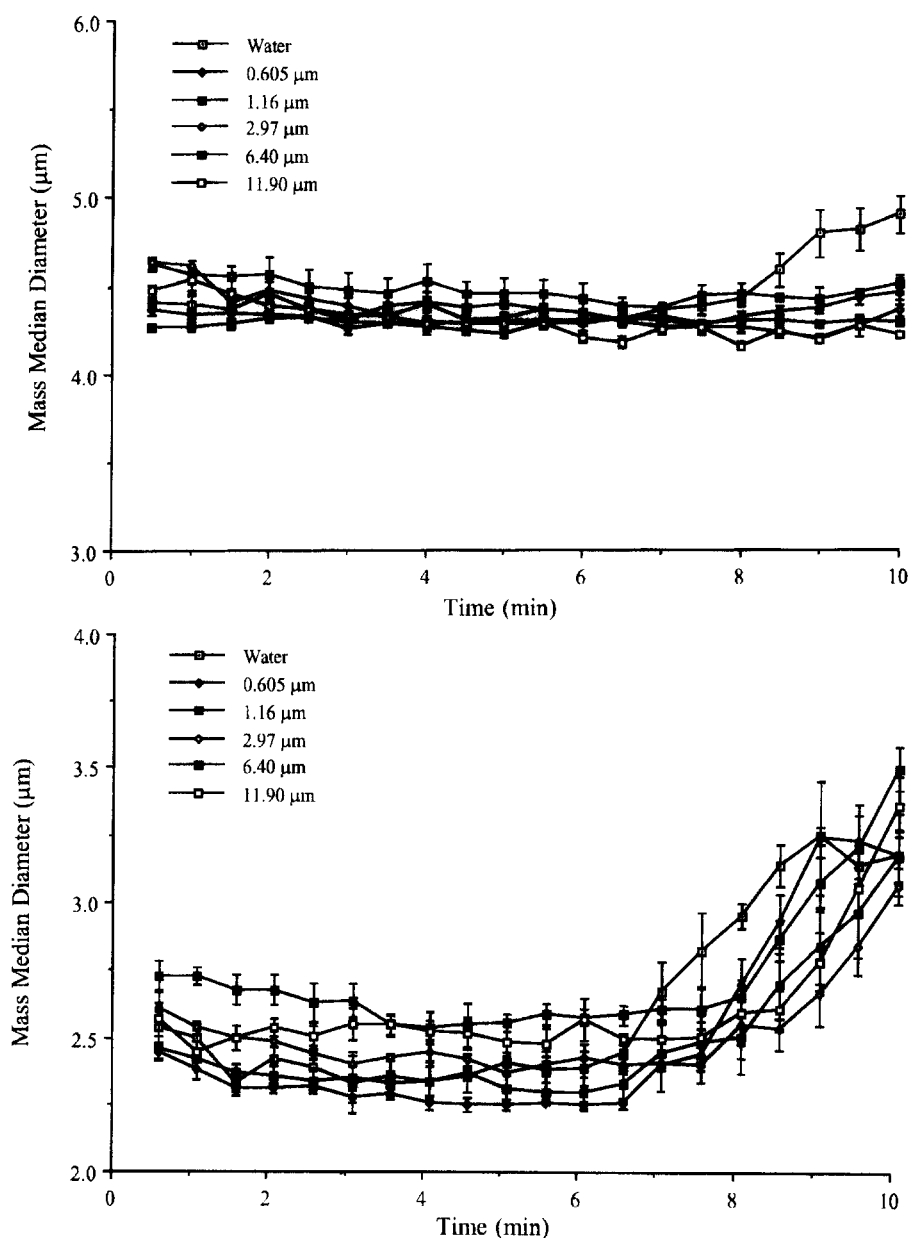 6.0
5.0
4.0
3.0
Mass Median Diameter (μm)
Water
0.605 μm
1.16 μm
2.97 μm
6.40 μm
11.90 μm
0 2 4 6 8 10
Time (min)
4.0
3.5
3.0
2.5
2.0
Mass Median Diameter (μm)
Water
0.605 μm
1.16 μm
2.97 μm
6.40 μm
11.90 μm
0 2 4 6 8 10
Time (min)